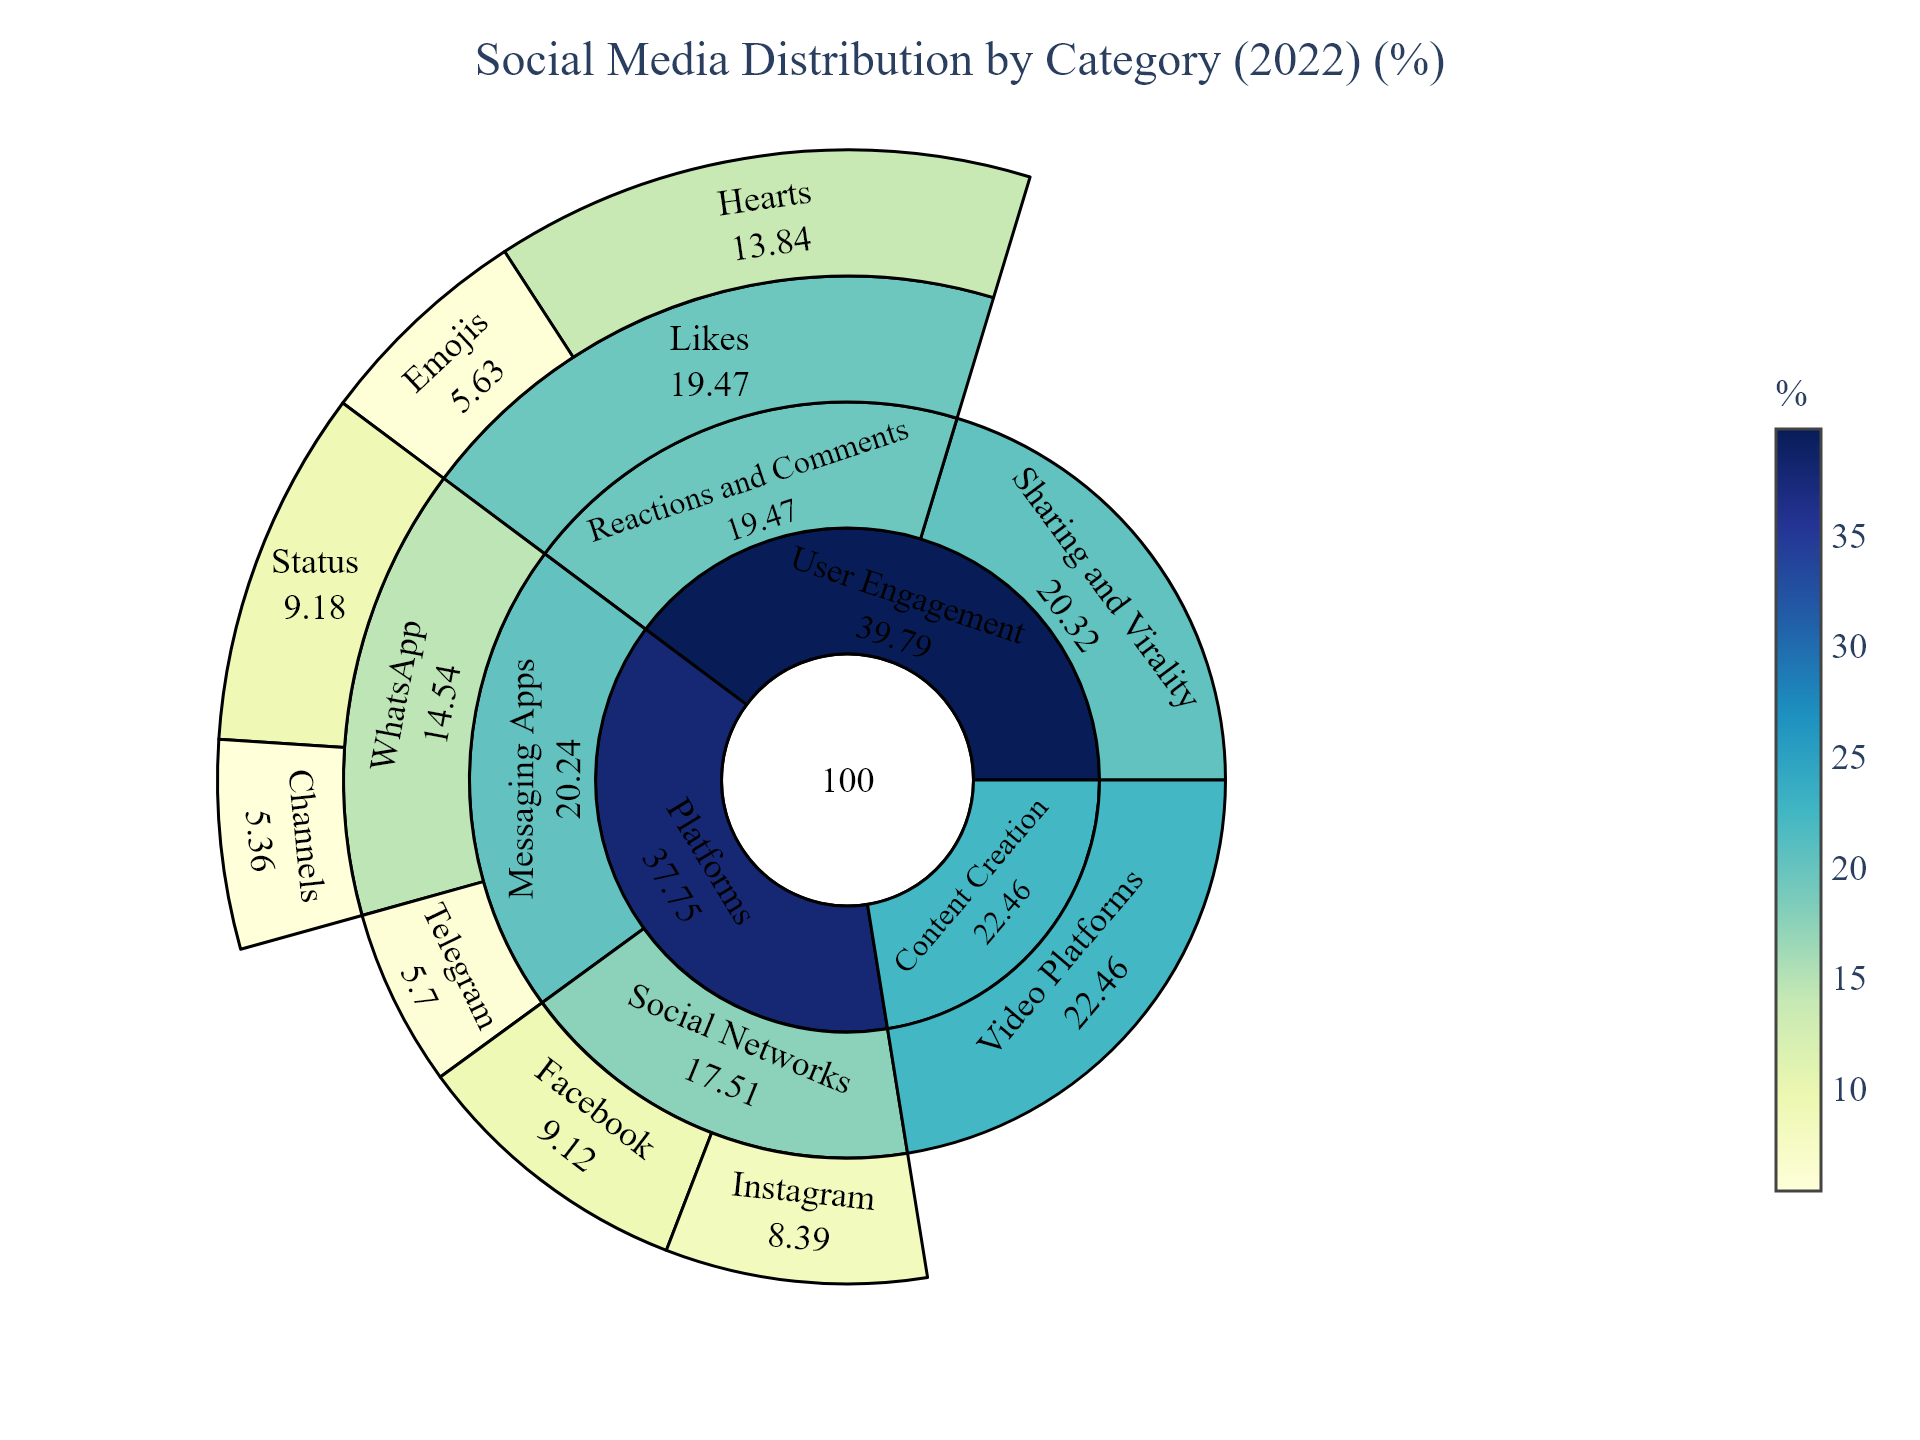 Social Media Distribution by Category (2022) (%)
Hearts
13.84
Emojis
5.63
Likes
19.47
Reactions and Comments
19.47
Sharing and Virality
20.32
User Engagement
39.79
Status
9.18
WhatsApp
14.54
Channels
5.36
Messaging Apps
20.24
Telegram
5.7
Platforms
37.75
100
Content Creation
22.46
Video Platforms
22.46
Social Networks
17.51
Facebook
9.12
Instagram
8.39
%
35
30
25
20
15
10